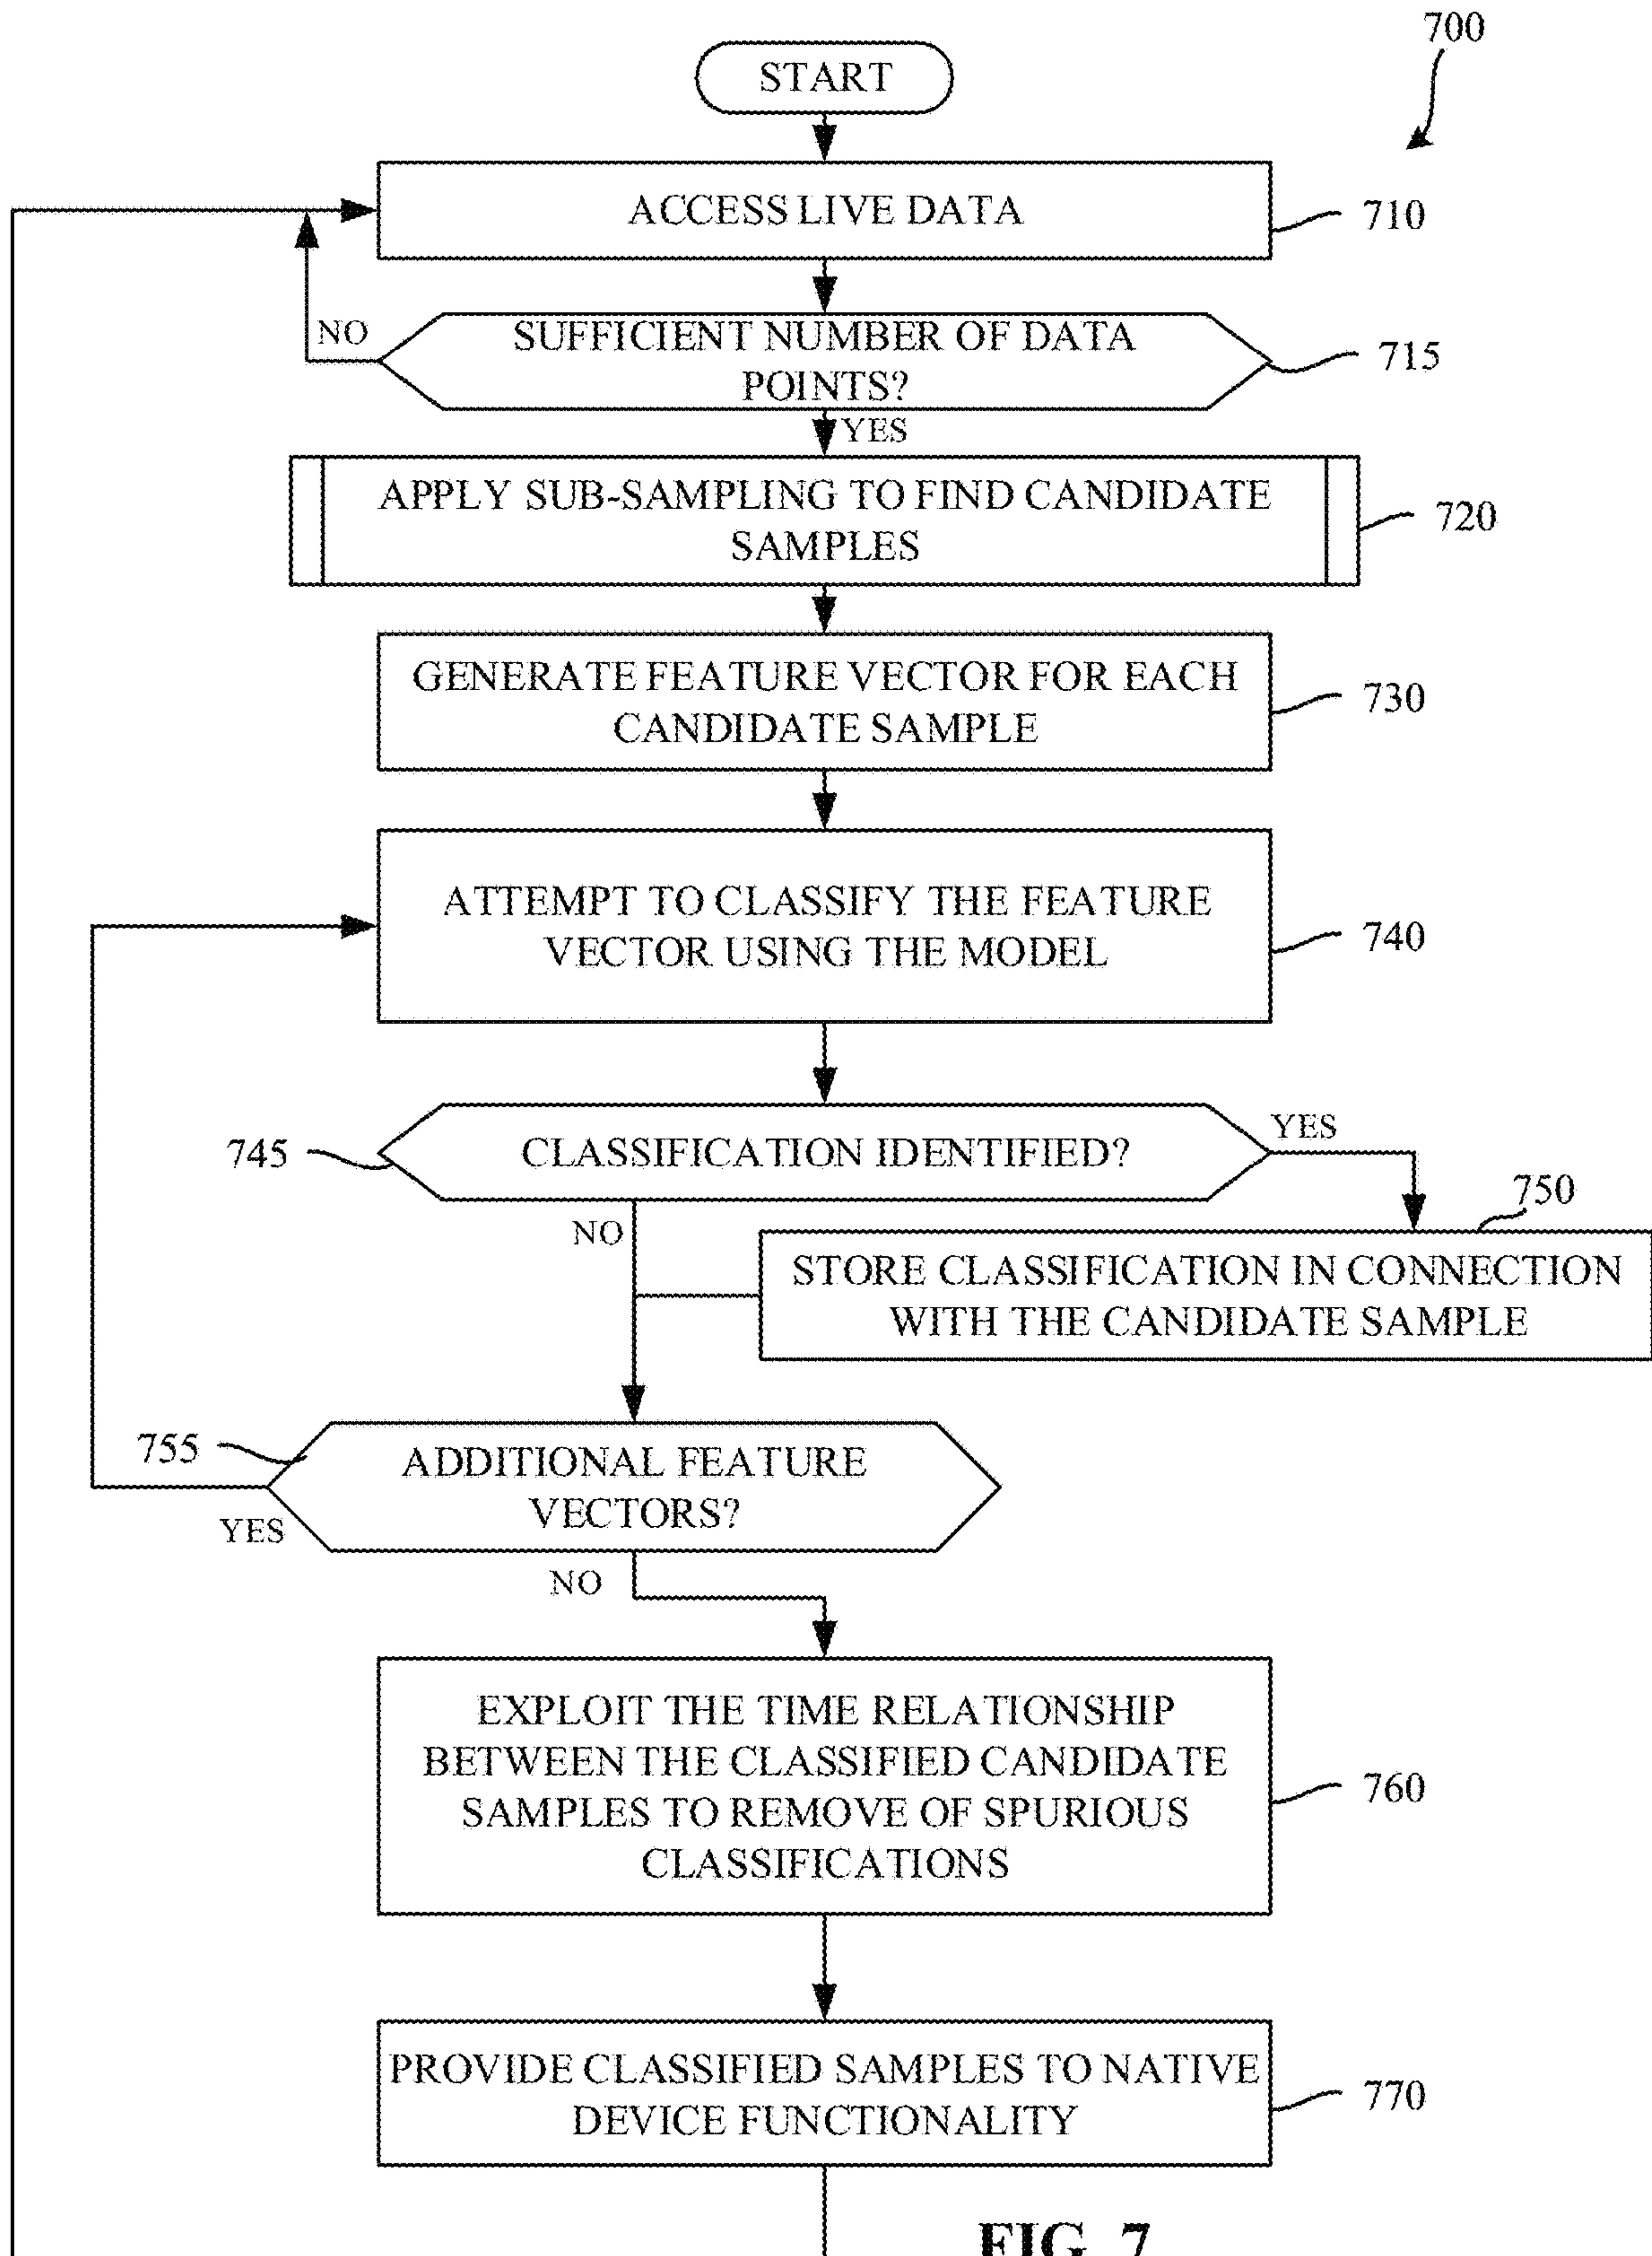 700
START
ACCESS LIVE DATA
710
NO
SUFFICIENT NUMBER OF DATA
POINTS?
715
YES
APPLY SUB-SAMPLING TO FIND CANDIDATE
SAMPLES
720
GENERATE FEATURE VECTOR FOR EACH
CANDIDATE SAMPLE
730
ATTEMPT TO CLASSIFY THE FEATURE
VECTOR USING THE MODEL
740
745
CLASSIFICATION IDENTIFIED?
YES
NO
750
STORE CLASSIFICATION IN CONNECTION
WITH THE CANDIDATE SAMPLE
755
ADDITIONAL FEATURE
VECTORS?
YES
NO
EXPLOIT THE TIME RELATIONSHIP
BETWEEN THE CLASSIFIED CANDIDATE
SAMPLES TO REMOVE OF SPURIOUS
CLASSIFICATIONS
760
PROVIDE CLASSIFIED SAMPLES TO NATIVE
DEVICE FUNCTIONALITY
770
FIG. 7